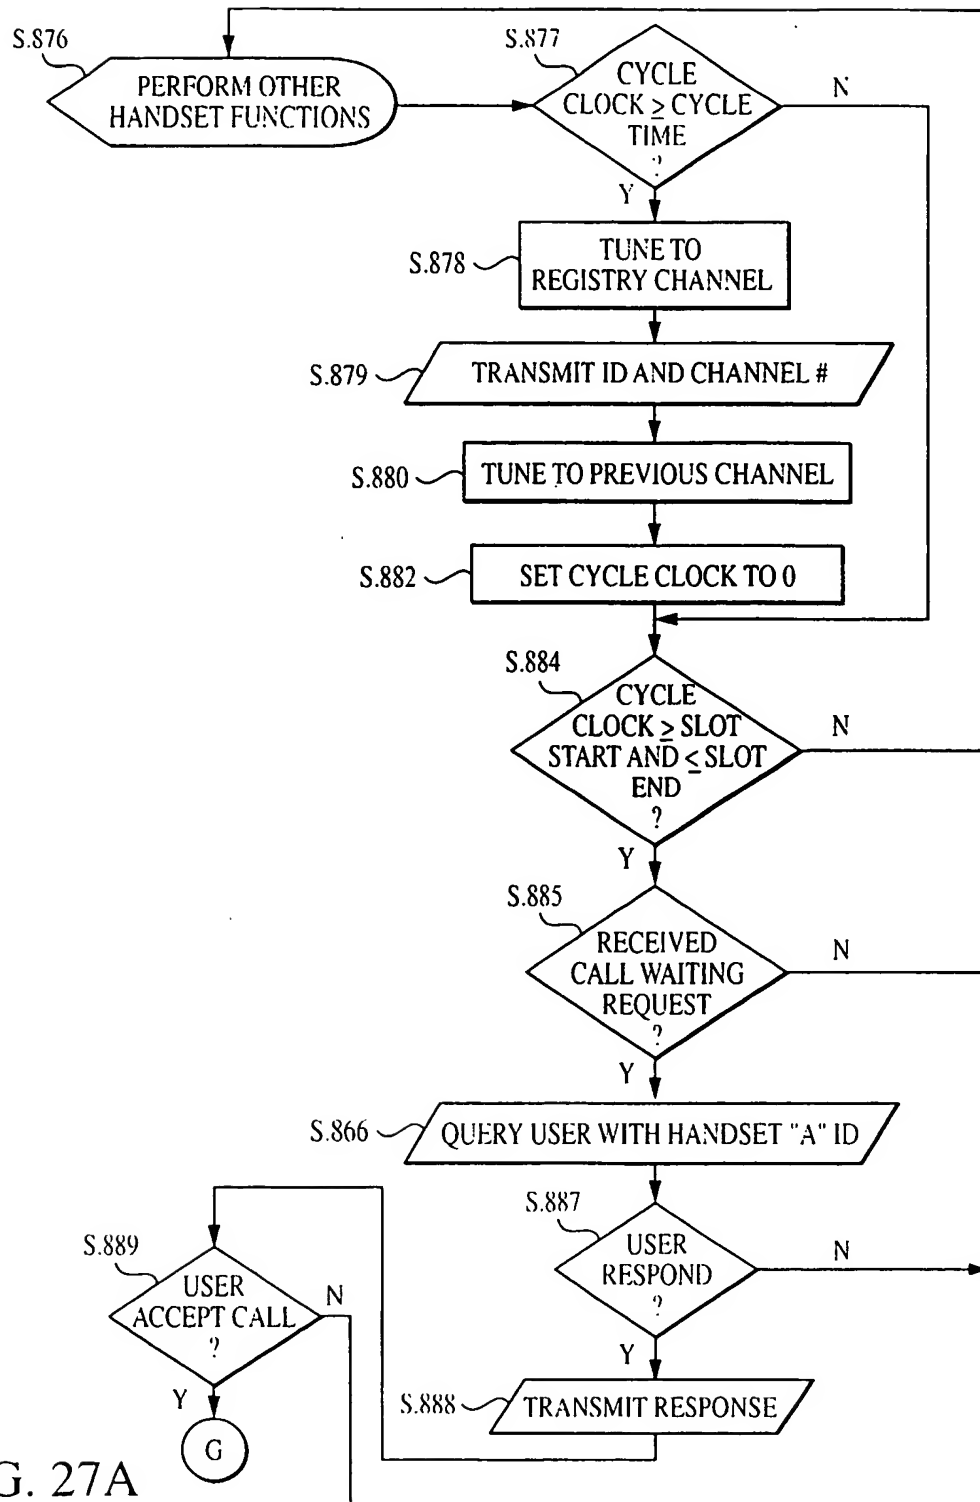 S.876
PERFORM OTHER
HANDSET FUNCTIONS
S.877
CYCLE
CLOCK ≥ CYCLE
TIME
?
N
Y
S.878
TUNE TO
REGISTRY CHANNEL
S.879
TRANSMIT ID AND CHANNEL #
S.880
TUNE TO PREVIOUS CHANNEL
S.882
SET CYCLE CLOCK TO 0
S.884
CYCLE
CLOCK ≥ SLOT
START AND ≤ SLOT
END
?
N
Y
S.885
RECEIVED
CALL WAITING
REQUEST
?
N
Y
S.866
QUERY USER WITH HANDSET "A" ID
S.887
USER
RESPOND
?
N
Y
S.888
TRANSMIT RESPONSE
S.889
USER
ACCEPT CALL
?
N
Y
G
G. 27A